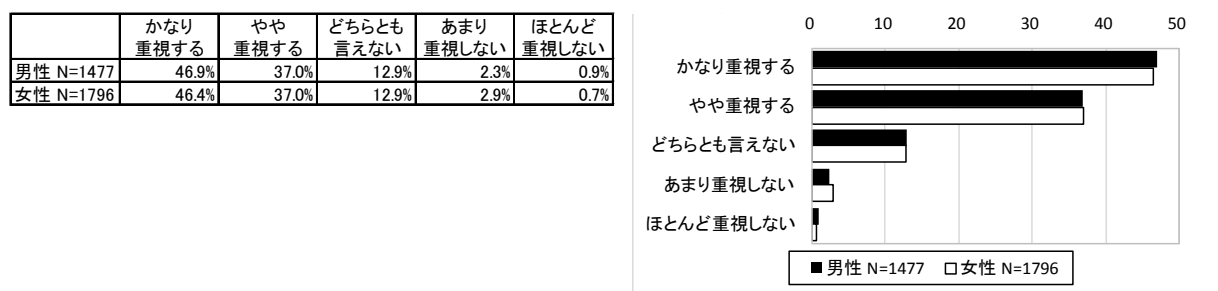 かなり
重視する
やや
重視する
どちらとも
言えない
あまり
重視しない
ほとんど
重視しない
男性 N=1477 46.9% 37.0% 12.9% 2.3% 0.9%
女性 N=1796 46.4% 37.0% 12.9% 2.9% 0.7%
0 10 20 30 40 50
かなり重視する
やや重視する
どちらとも言えない
あまり重視しない
ほとんど重視しない
男性 N=1477 女性 N=1796